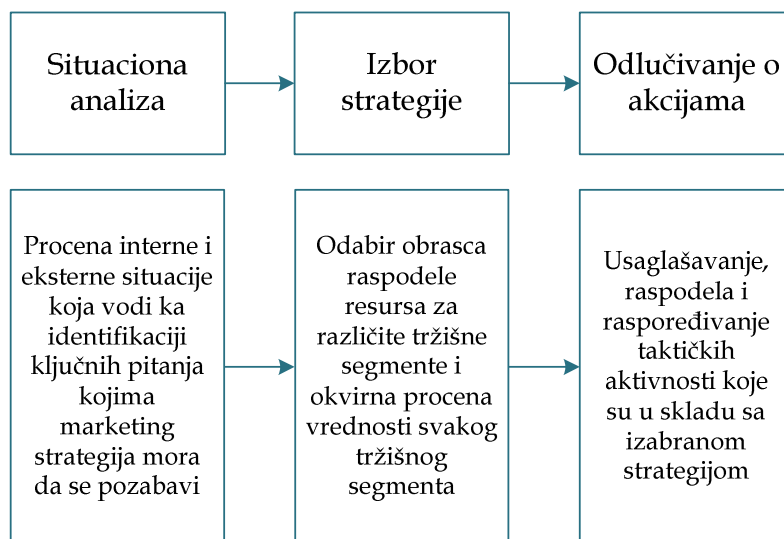 Situaciona
analiza
Izbor
strategije
Odlučivanje o
akcijama
Procena interne i
eksterne situacije
koja vodi ka
identifikaciji
ključnih pitanja
kojima
marketing
strategija mora
da se pozabavi
Odabir obrasca
raspodele
resursa za
različite tržišne
segmente i
okvirna procena
vrednosti svakog
tržišnog
segmenta
Usaglašavanje,
raspodela i
raspoređivanje
taktičkih
aktivnosti koje
su u skladu sa
izabranom
strategijom